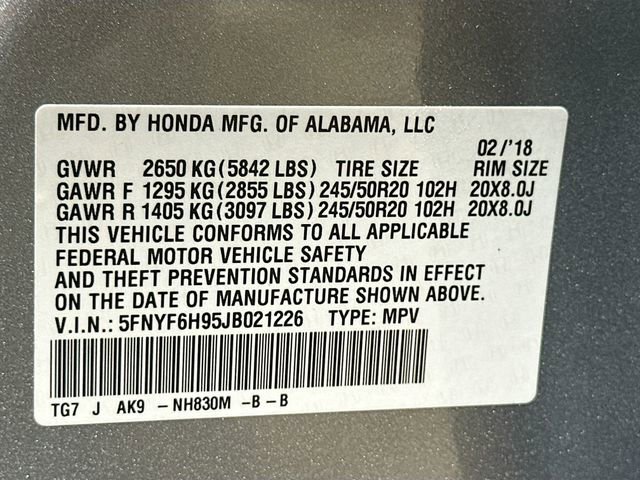 MFD. BY HONDA MFG. OF ALABAMA, LLC
02/'18
GVWR 2650 KG (5842 LBS) TIRE SIZE RIM SIZE
GAWR F 1295 KG (2855 LBS) 245/50R20 102H 20X8.0J
GAWR R 1405 KG (3097 LBS) 245/50R20 102H 20X8.0J
THIS VEHICLE CONFORMS TO ALL APPLICABLE
FEDERAL MOTOR VEHICLE SAFETY
AND THEFT PREVENTION STANDARDS IN EFFECT
ON THE DATE OF MANUFACTURE SHOWN ABOVE.
V.I.N.: 5FNYF6H95JB021226 TYPE: MPV
TG7 J AK9 - NH830M - B - B